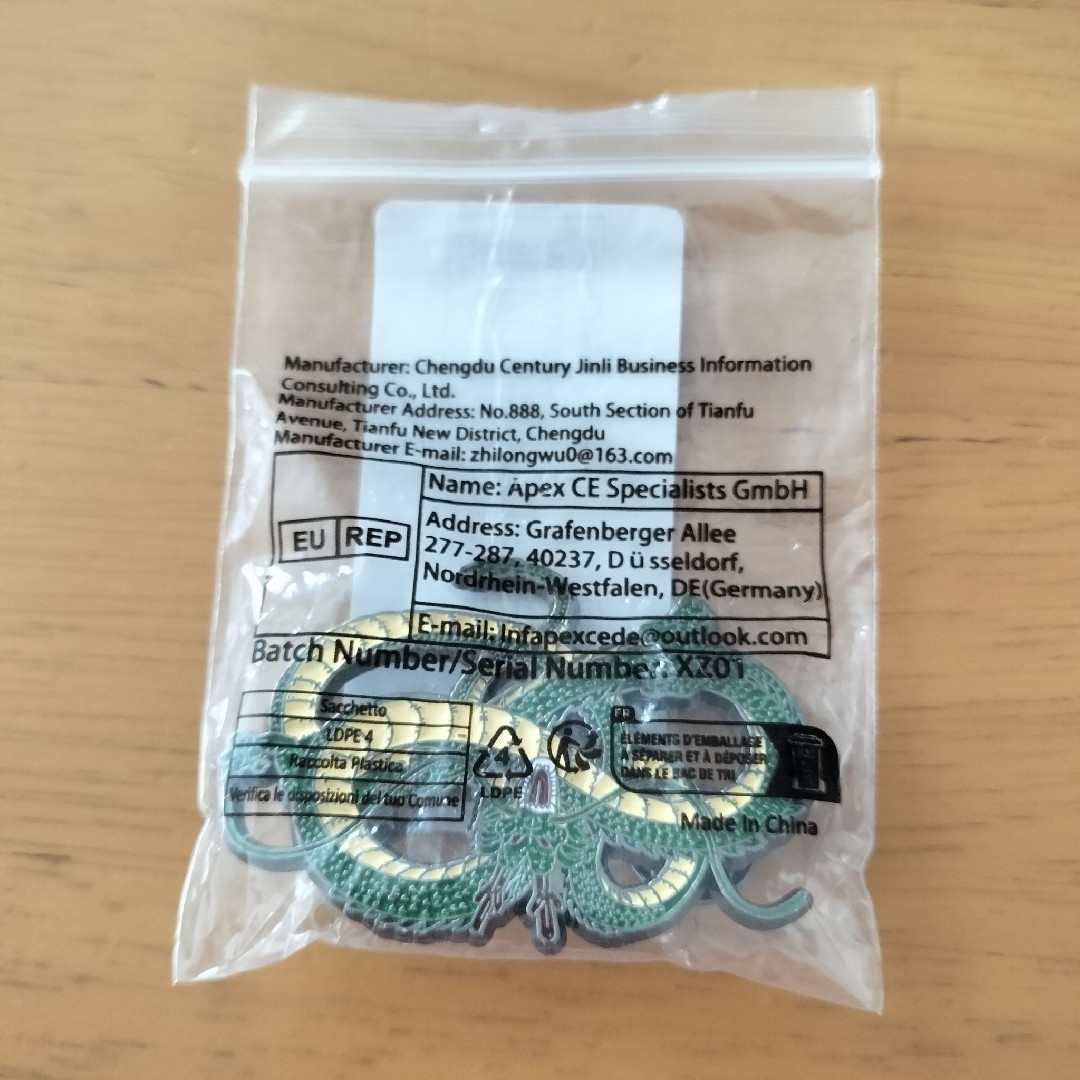 Manufacturer: Chengdu Century Jinli Business Information
Consulting Co., Ltd.
Manufacturer Address: No.888, South Section of Tianfu
Avenue, Tianfu New District, Chengdu
Manufacturer E-mail: zhilongwu0@163.com
EU REP
Name: Apex CE Specialists GmbH
Address: Grafenberger Allee
277-287, 40237, D ü sseldorf,
Nordrhein-Westfalen, DE(Germany)
E-mail: Infapexcede@outlook.com
Batch Number/Serial Number: XZ01
Sacchetto
LDPE 4
Raccolta Plastica
Verifica le disposizioni del tuo Comune
4
LDPE
FR
ÉLÉMENTS D'EMBALLAGE
À SÉPARER ET À DÉPOSER
DANS LE BAC DE TRI
Made In China